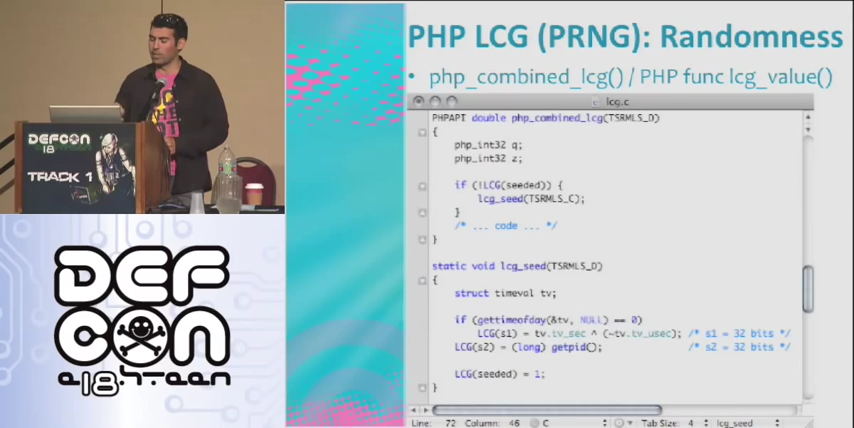 DEFCON
18
TRACK 1
DEF
CON
e18hteen
PHP LCG (PRNG): Randomness
• php_combined_lcg() / PHP func lcg_value()
lcg.c
PHPAPI double php_combined_lcg(TSRMLS_D)
{
php_int32 q;
php_int32 z;
if (!LCG(seeded)) {
lcg_seed(TSRMLS_C);
}
/* ... code ... */
}
static void lcg_seed(TSRMLS_D)
{
struct timeval tv;
if (gettimeofday(&tv, NULL) == 0)
LCG(s1) = tv.tv_sec ^ (~tv.tv_usec); /* s1 = 32 bits */
LCG(s2) = (long) getpid(); /* s2 = 32 bits */
LCG(seeded) = 1;
}
Line: 72 Column: 46 C Tab Size: 4 lcg_seed